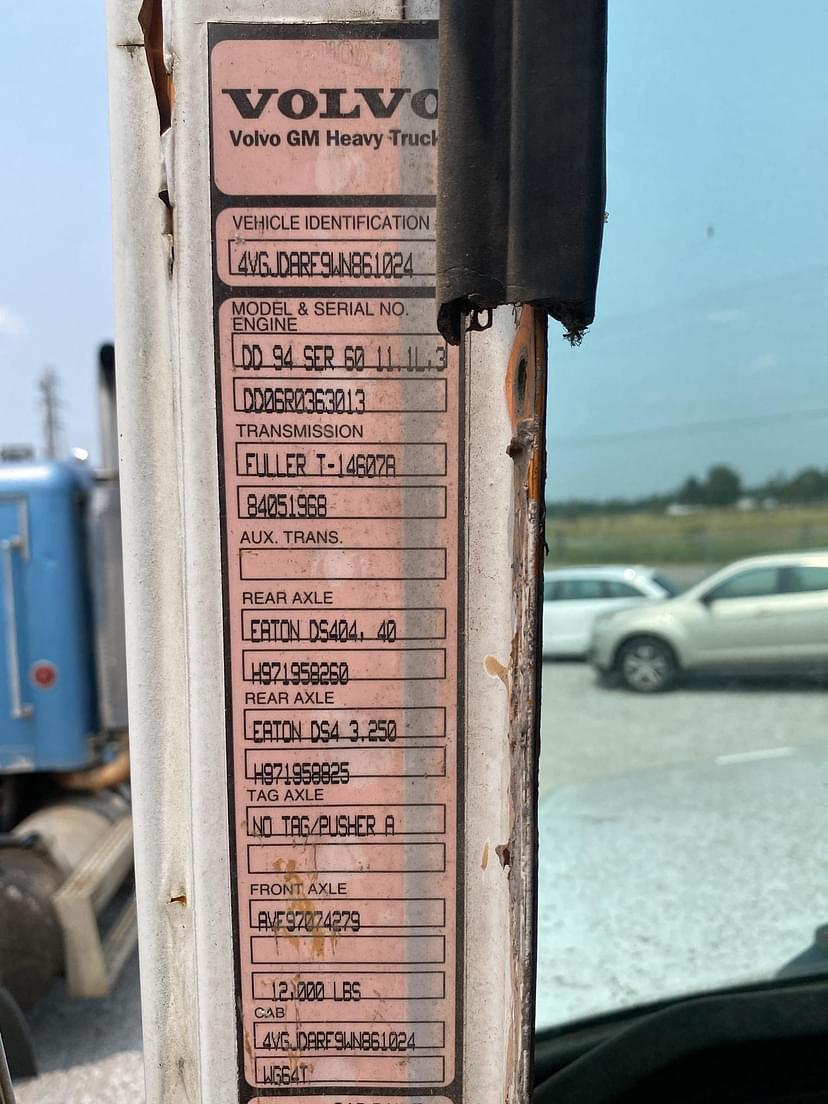 VOLVO
Volvo GM Heavy Truck
VEHICLE IDENTIFICATION
4VGJDARF9WN861024
MODEL & SERIAL NO.
ENGINE
DD 94 SER 60 11.1L,3
DD06R0363013
TRANSMISSION
FULLER T-14607A
84051968
AUX. TRANS.
REAR AXLE
EATON DS404, 40
H971958260
REAR AXLE
EATON DS4 3.250
H971958825
TAG AXLE
NO TAG/PUSHER A
FRONT AXLE
AVF97074279
12,000 LBS
CAB
4VGJDARF9WN861024
WG64T